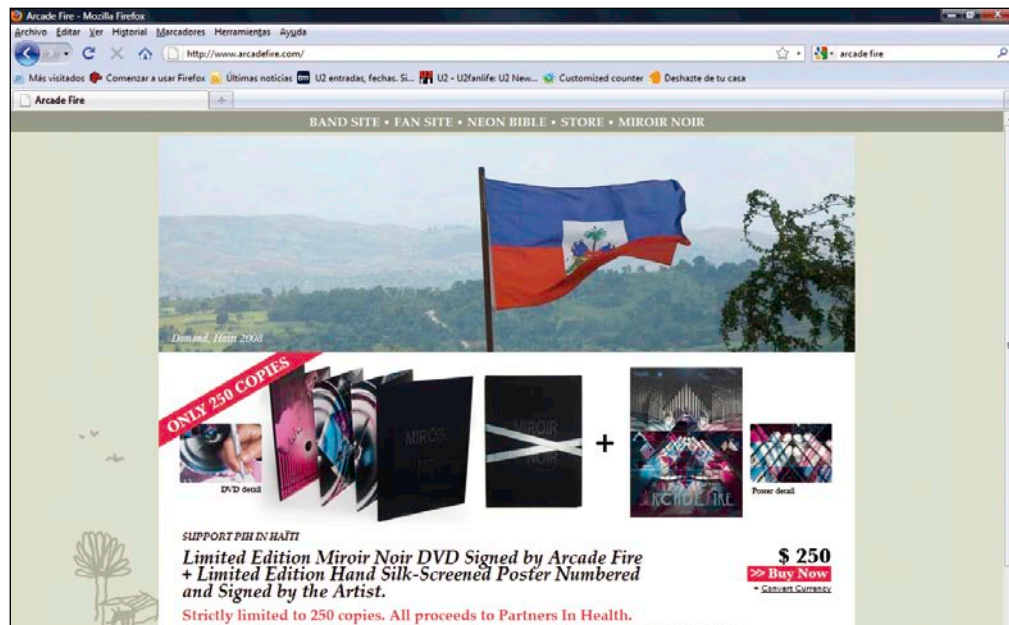 Arcade Fire - Mozilla Firefox
Archivo Editar Ver Historial Marcadores Herramientas Ayuda
http://www.arcadefire.com/
arcade fire
Más visitados Comenzar a usar Firefox Últimas noticias U2 entradas, fechas. Si... U2 - U2fanlife: U2 New... Customized counter Deshazte de tu casa
Arcade Fire
BAND SITE • FAN SITE • NEON BIBLE • STORE • MIROIR NOIR
Domand, Haiti 2008
ONLY 250 COPIES
MIROIR
MIROIR
NOIR
+
ARCADE FIRE
DVD detail
Poster detail
SUPPORT PIH IN HAÏTI
Limited Edition Miroir Noir DVD Signed by Arcade Fire
+ Limited Edition Hand Silk-Screened Poster Numbered
and Signed by the Artist.
$ 250
>> Buy Now
+ Convert Currency
Strictly limited to 250 copies. All proceeds to Partners In Health.